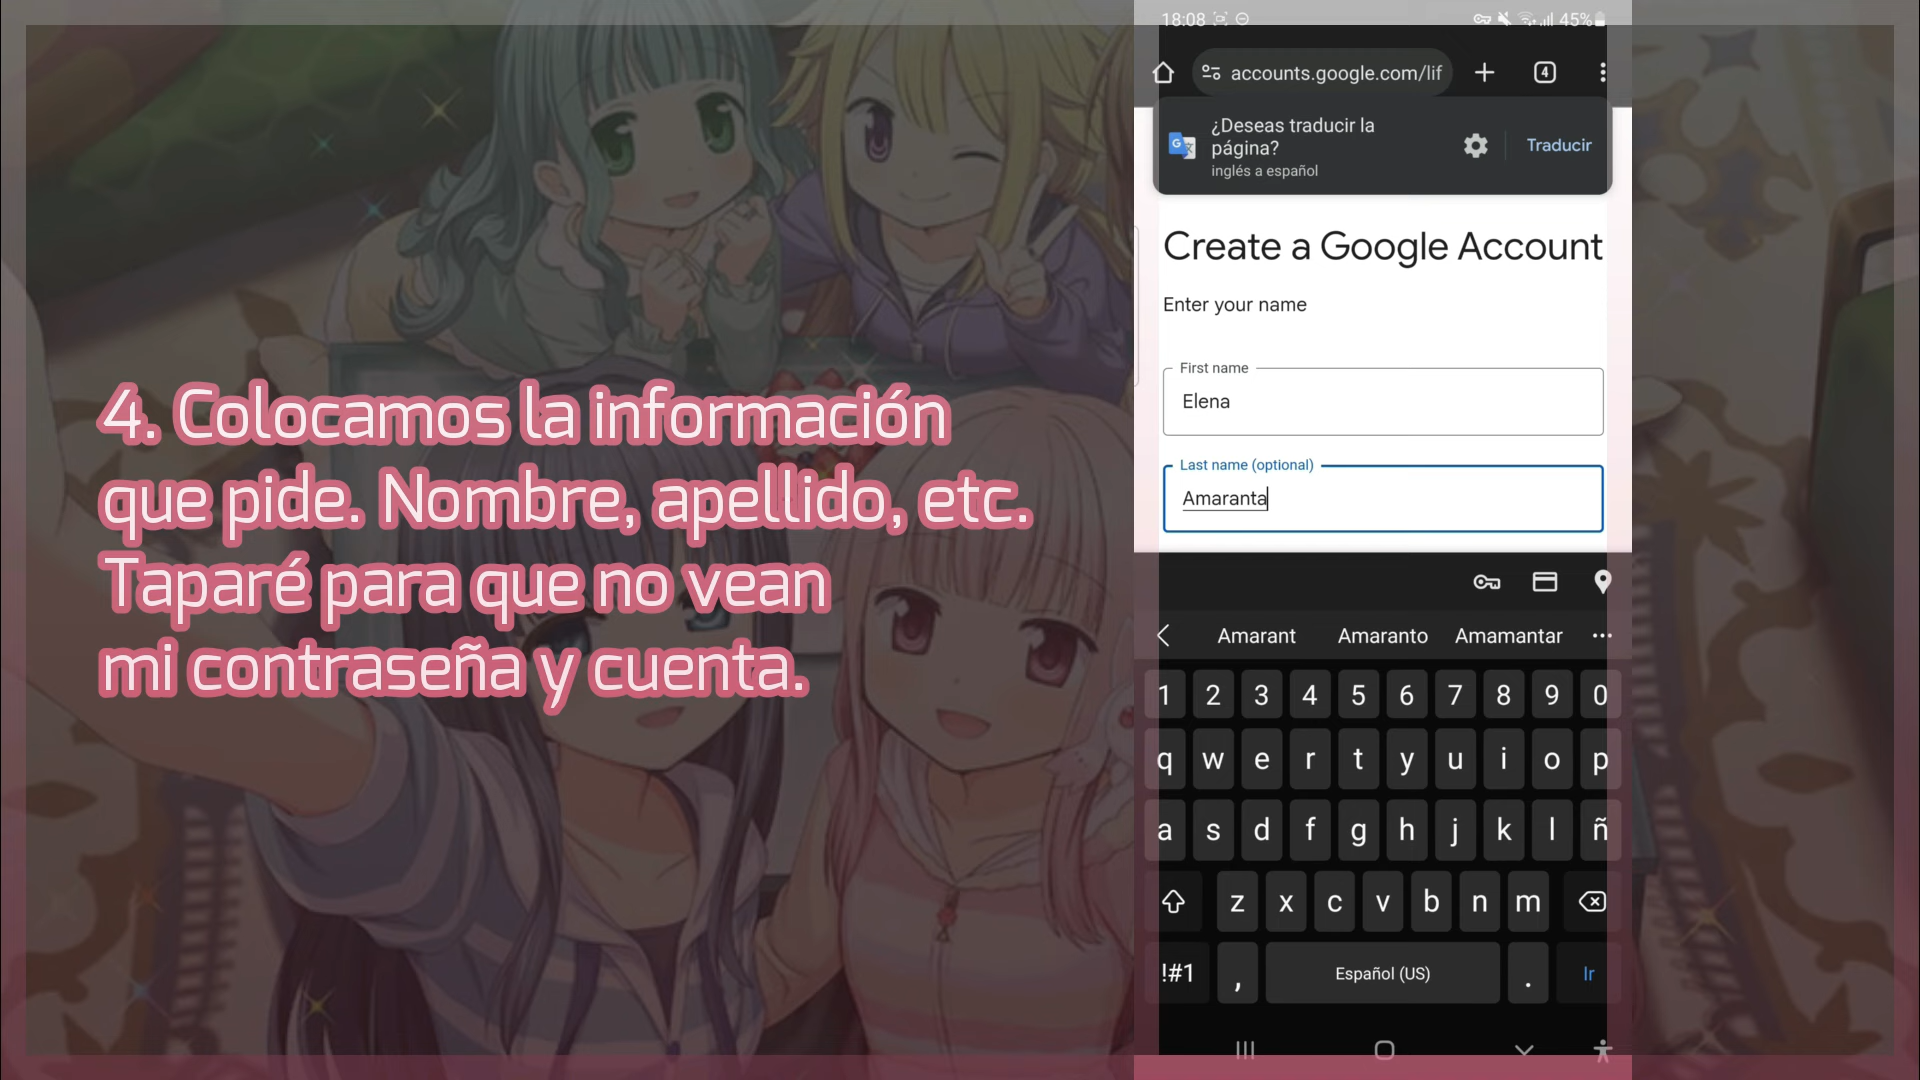 4. Colocamos la información
que pide. Nombre, apellido, etc.
Taparé para que no vean
mi contraseña y cuenta.
18:08
45%
accounts.google.com/lif
4
¿Deseas traducir la
página?
inglés a español
Traducir
Create a Google Account
Enter your name
First name
Elena
Last name (optional)
Amaranta
Amarant Amaranto Amamantar
1 2 3 4 5 6 7 8 9 0
q w e r t y u i o p
a s d f g h j k l ñ
z x c v b n m
!#1 , Español (US) . Ir